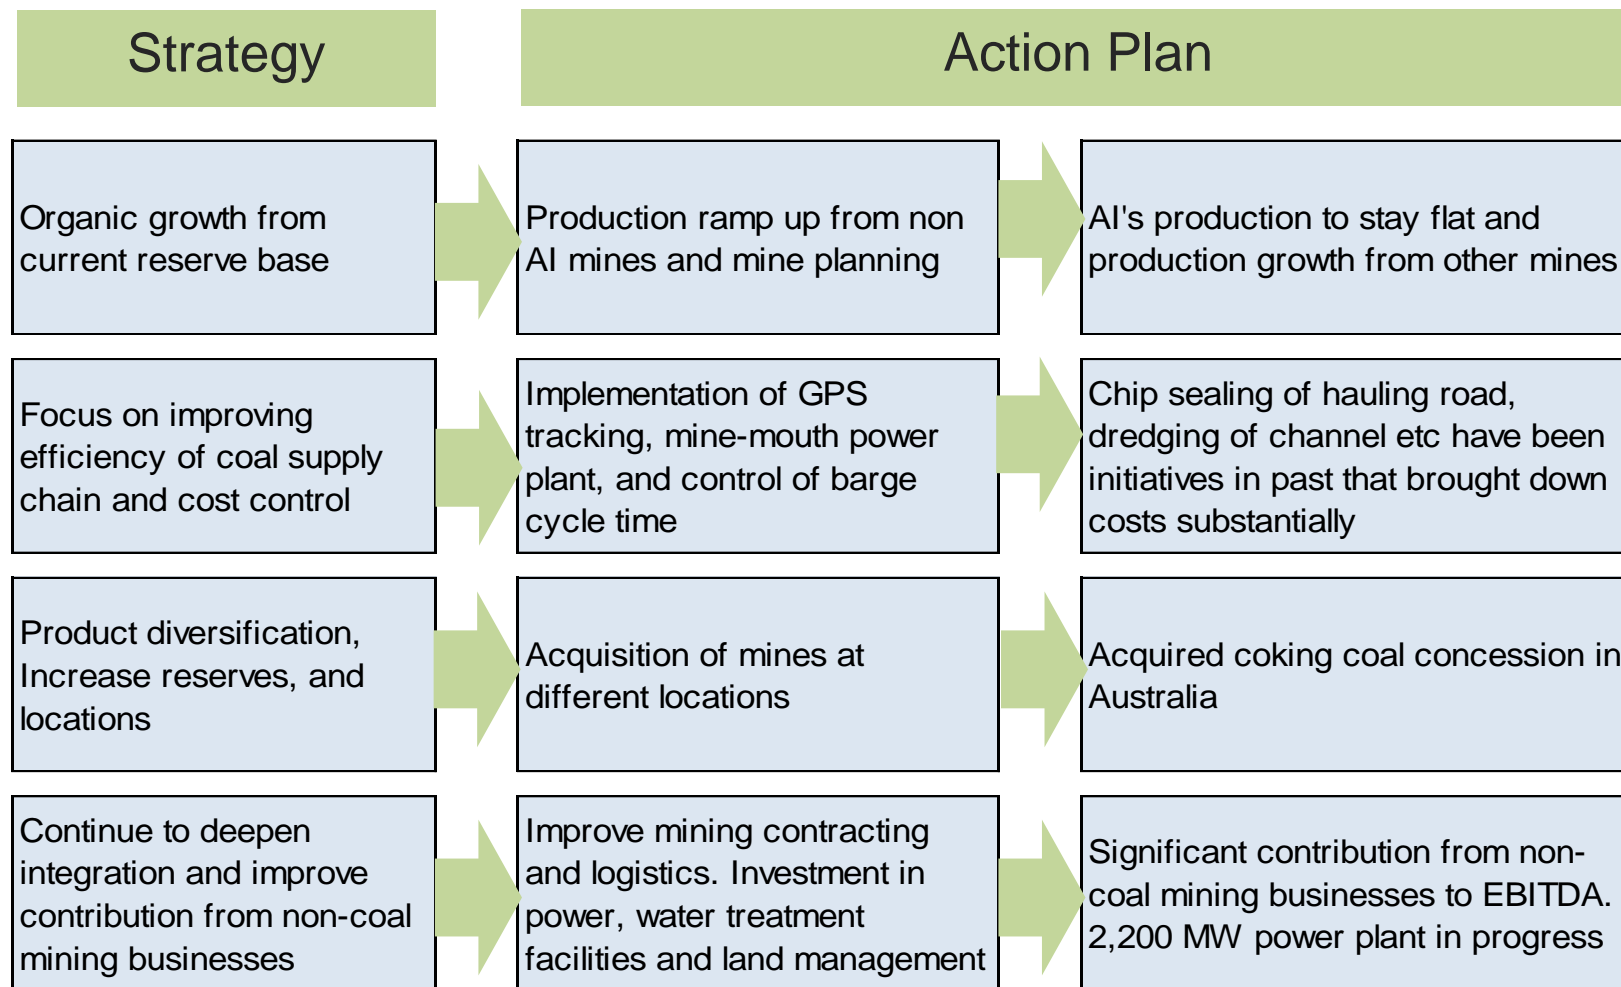 Strategy
Action Plan
Organic growth from
current reserve base
Production ramp up from non
AI mines and mine planning
AI's production to stay flat and
production growth from other mines
Focus on improving
efficiency of coal supply
chain and cost control
Implementation of GPS
tracking, mine-mouth power
plant, and control of barge
cycle time
Chip sealing of hauling road,
dredging of channel etc have been
initiatives in past that brought down
costs substantially
Product diversification,
Increase reserves, and
locations
Acquisition of mines at
different locations
Acquired coking coal concession in
Australia
Continue to deepen
integration and improve
contribution from non-coal
mining businesses
Improve mining contracting
and logistics. Investment in
power, water treatment
facilities and land management
Significant contribution from non-
coal mining businesses to EBITDA.
2,200 MW power plant in progress